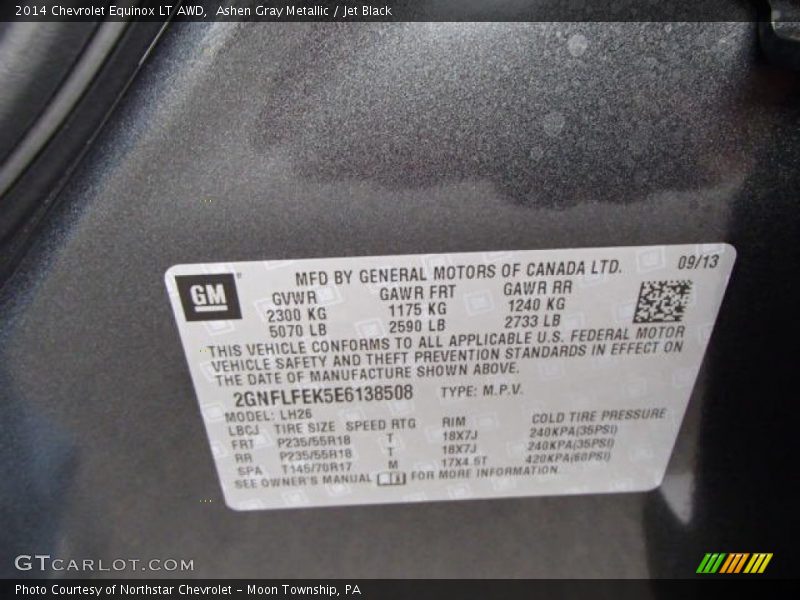 2014 Chevrolet Equinox LT AWD, Ashen Gray Metallic / Jet Black
GM
MFD BY GENERAL MOTORS OF CANADA LTD. 09/13
GVWR GAWR FRT GAWR RR
2300 KG 1175 KG 1240 KG
5070 LB 2590 LB 2733 LB
THIS VEHICLE CONFORMS TO ALL APPLICABLE U.S. FEDERAL MOTOR
VEHICLE SAFETY AND THEFT PREVENTION STANDARDS IN EFFECT ON
THE DATE OF MANUFACTURE SHOWN ABOVE.
2GNFLFEK5E6138508 TYPE: M.P.V.
MODEL: LH26
LBCJ TIRE SIZE SPEED RTG RIM COLD TIRE PRESSURE
FRT P235/55R18 T 18X7J 240KPA(35PSI)
RR P235/55R18 T 18X7J 240KPA(35PSI)
SPA T145/70R17 M 17X4.5T 420KPA(60PSI)
SEE OWNER'S MANUAL FOR MORE INFORMATION.
GTCARLOT.COM
Photo Courtesy of Northstar Chevrolet - Moon Township, PA